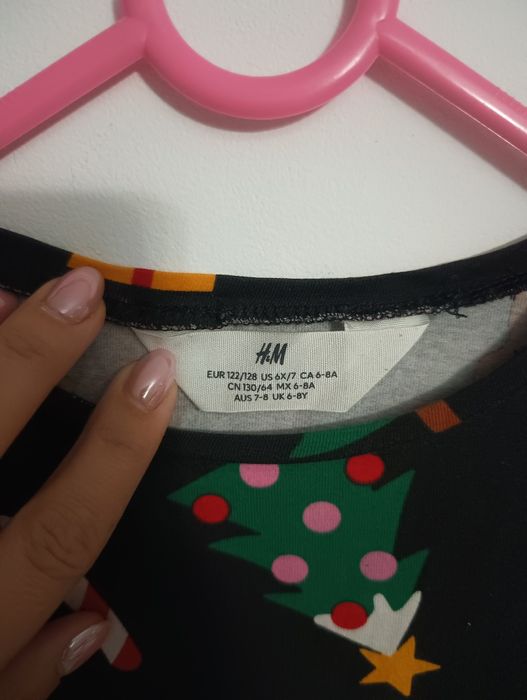 H&M
EUR 122/128 US 6X/7 CA 6-8A
CN 130/64 MX 6-8A
AUS 7-8 UK 6-8Y